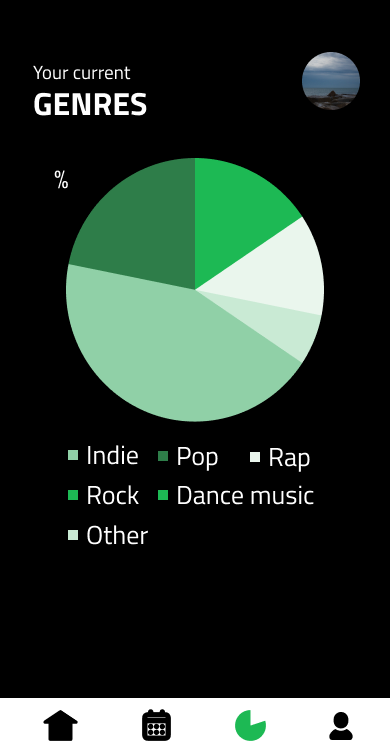 Your current
GENRES
%
Indie Pop Rap
Rock Dance music
Other